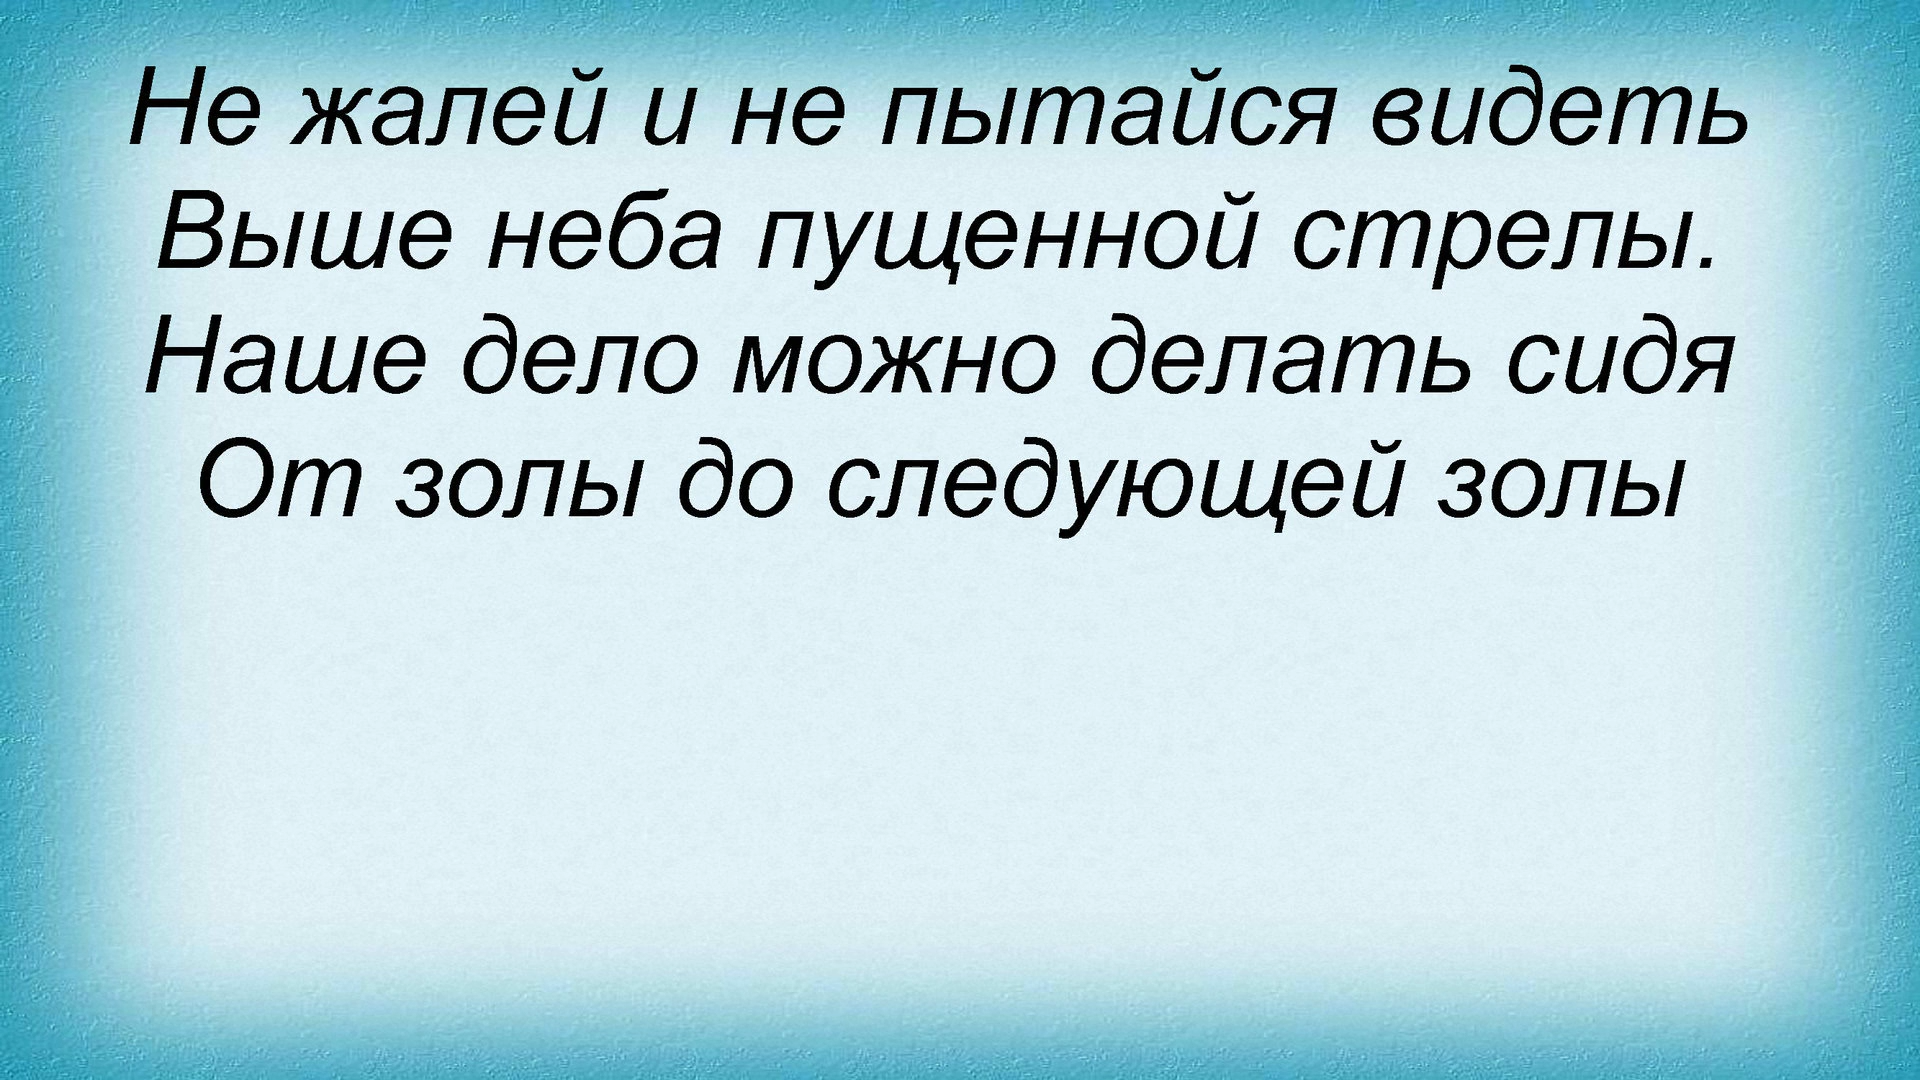 Не жалей и не пытайся видеть
Выше неба пущенной стрелы.
Наше дело можно делать сидя
От золы до следующей золы